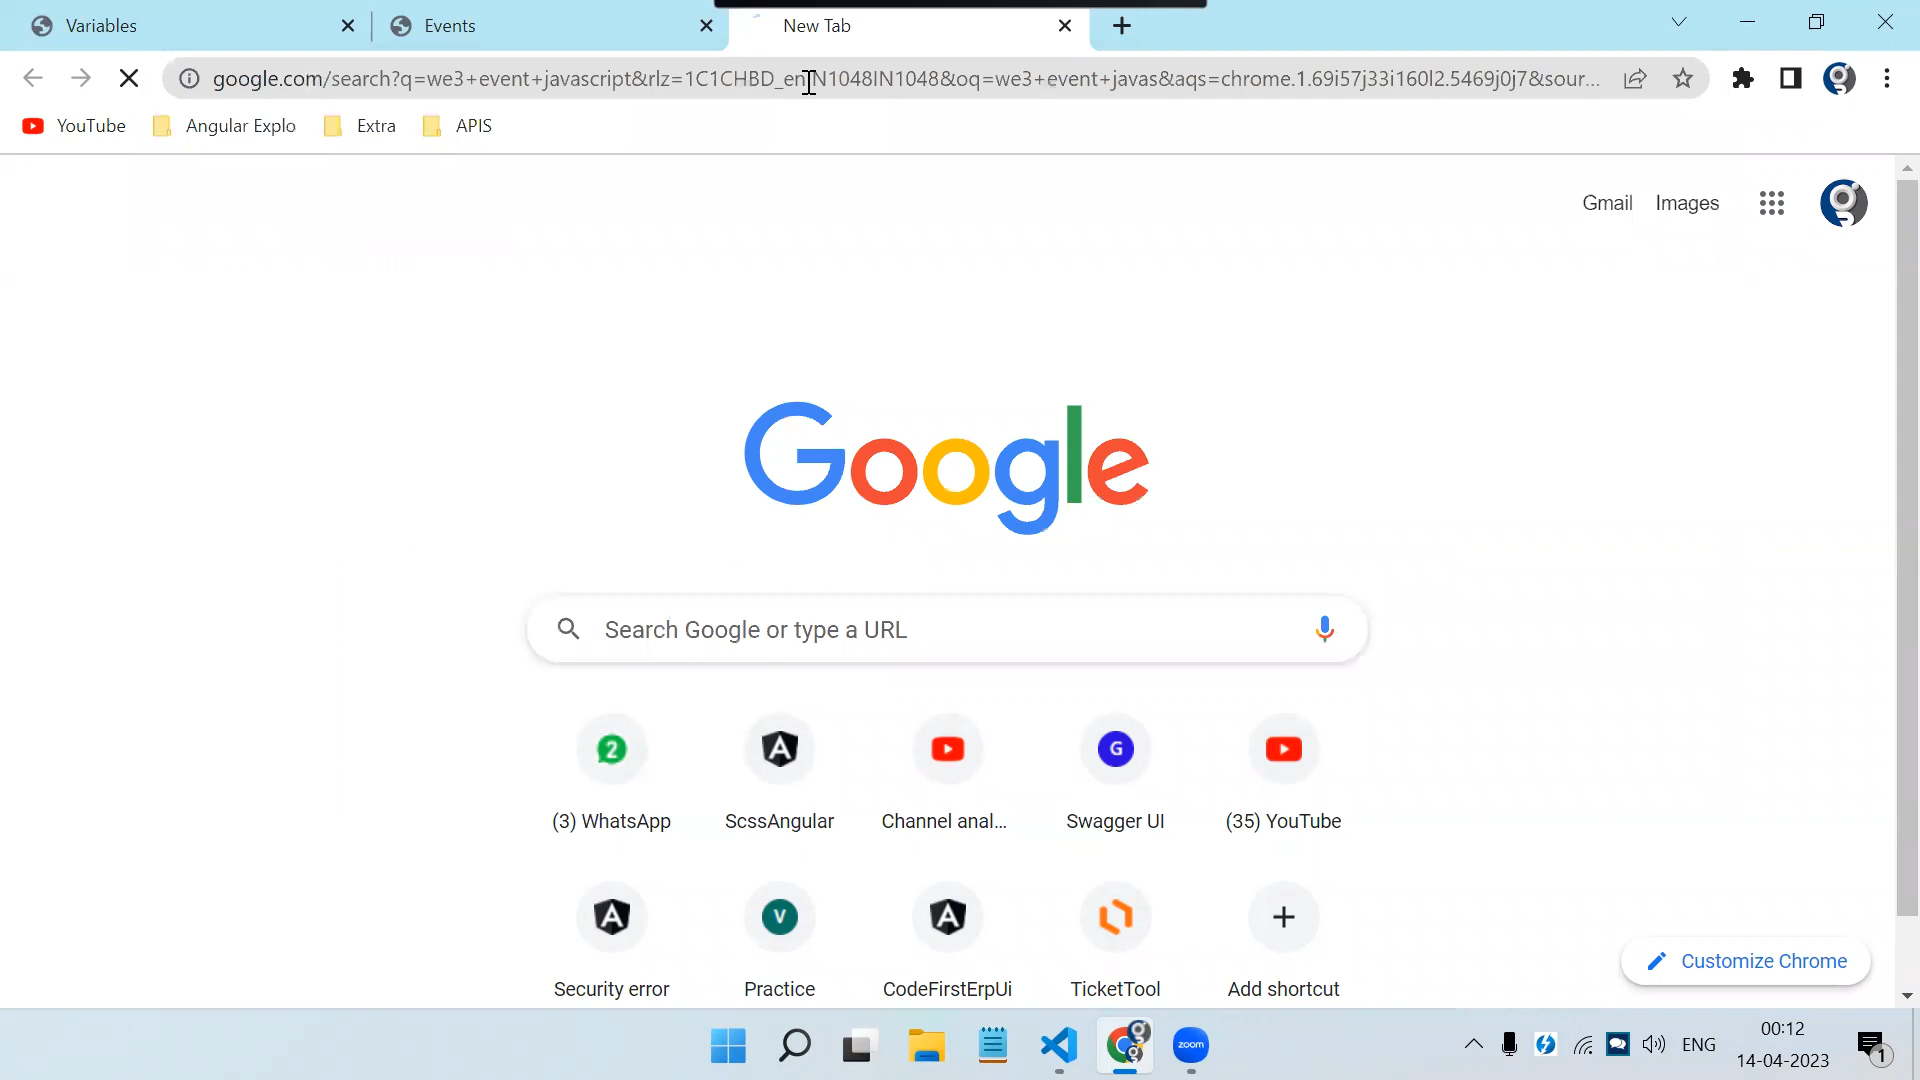 Variables
Events
New Tab
google.com/search?q=we3+event+javascript&rlz=1C1CHBD_enIN1048IN1048&oq=we3+event+javas&aqs=chrome.1.69i57j33i160l2.5469j0j7&sour...
YouTube
Angular Explo
Extra
APIS
Gmail
Images
Google
Search Google or type a URL
2
G
(3) WhatsApp
ScssAngular
Channel anal...
Swagger UI
(35) YouTube
V
Security error
Practice
CodeFirstErpUi
TicketTool
Add shortcut
Customize Chrome
zoom
ENG
00:12
14-04-2023
1